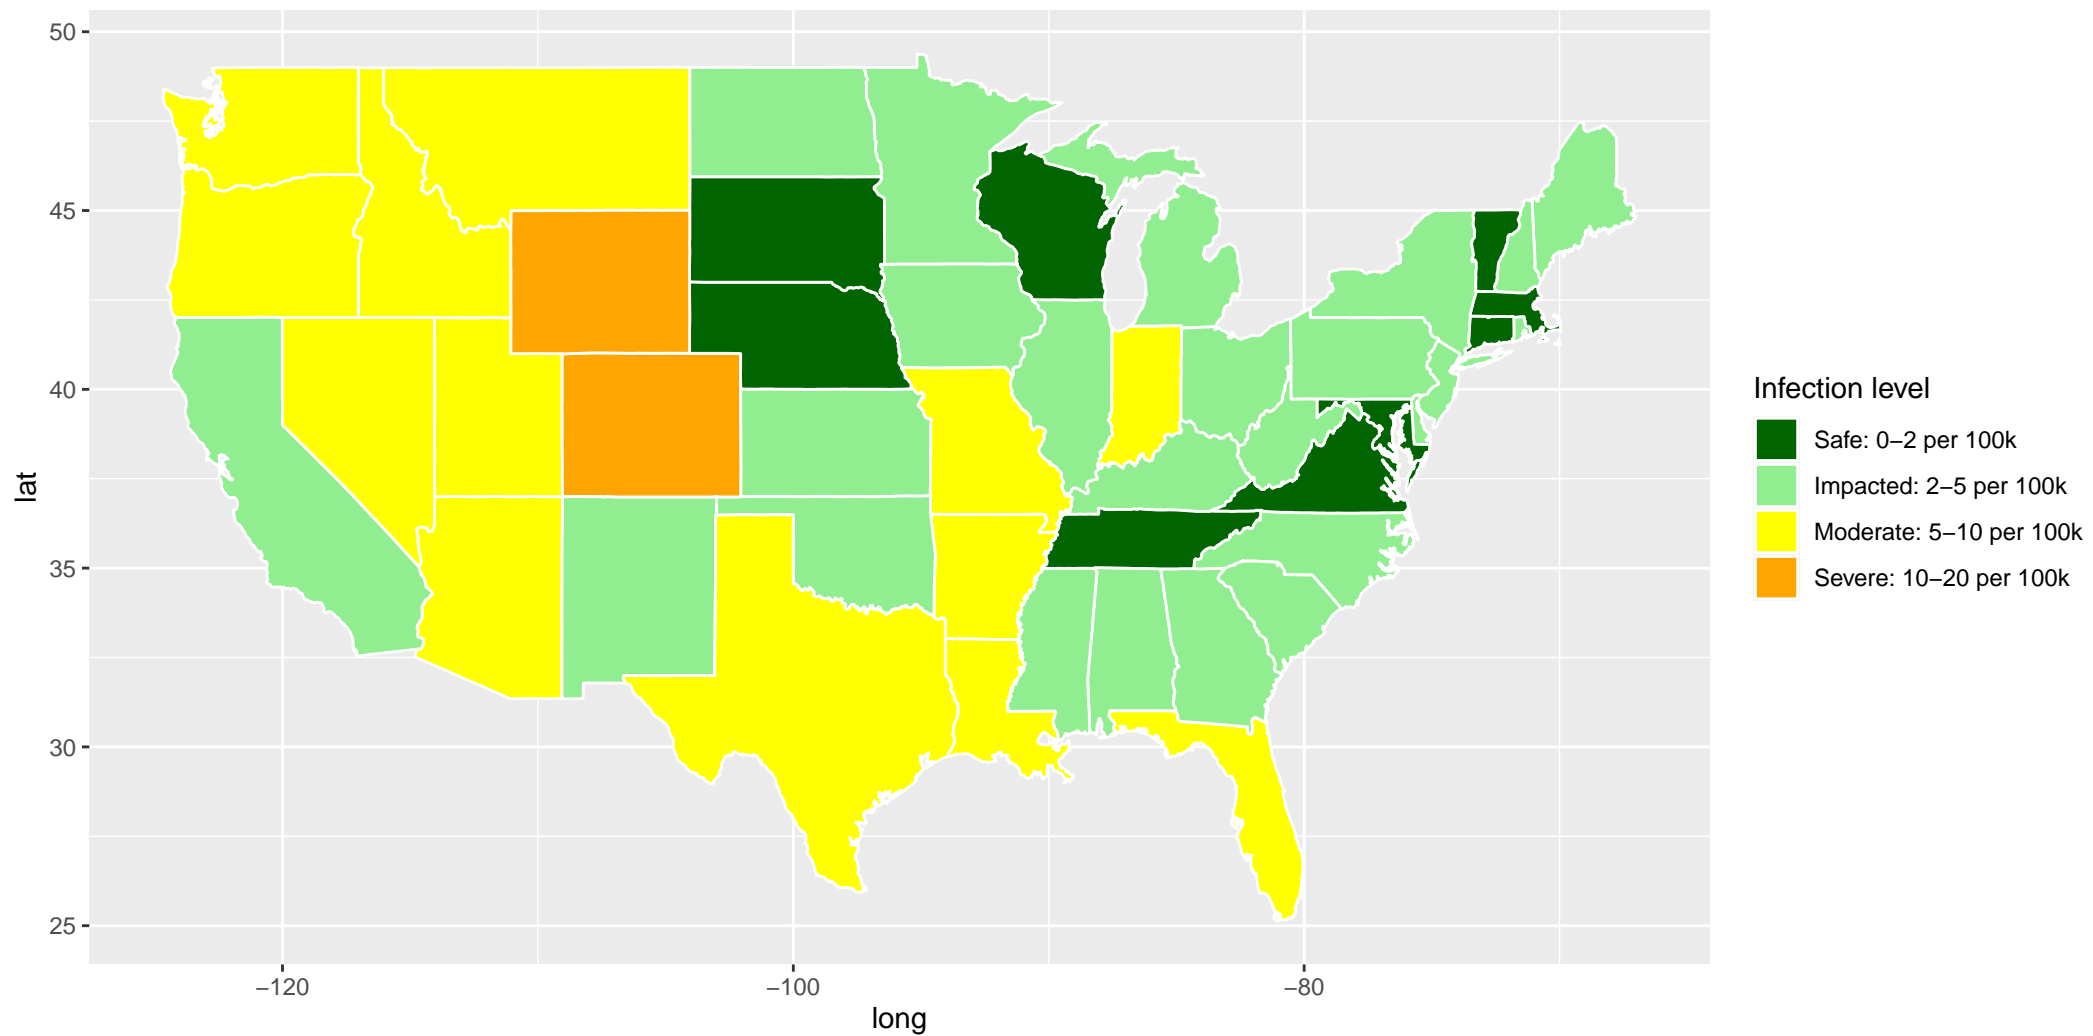 50
45
40
35
30
25
lat
−120
−100
−80
long
Infection level
Safe: 0−2 per 100k
Impacted: 2−5 per 100k
Moderate: 5−10 per 100k
Severe: 10−20 per 100k